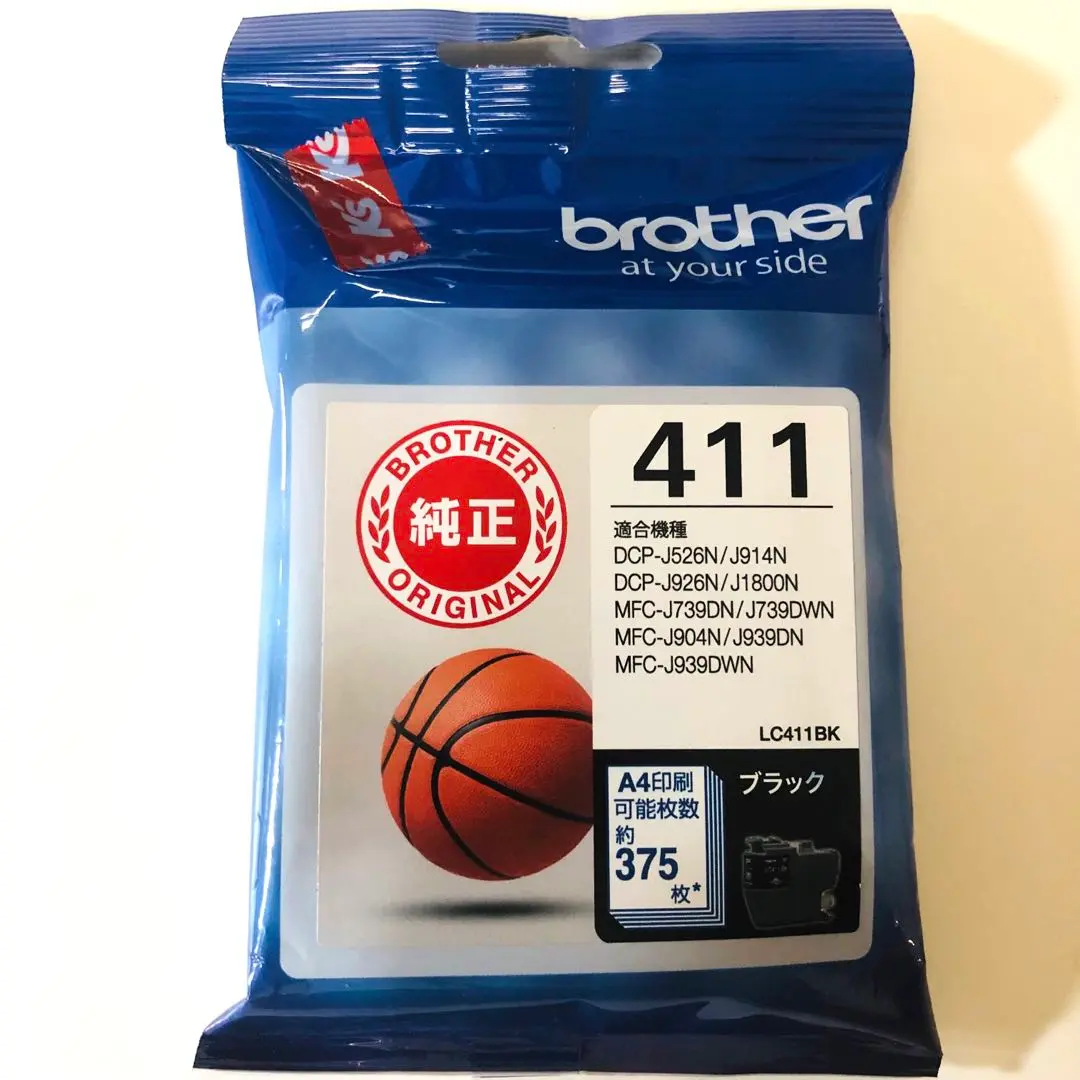 K's
K's
brother
at your side
BROTHER
純正
ORIGINAL
411
適合機種
DCP-J526N/J914N
DCP-J926N/J1800N
MFC-J739DN/J739DWN
MFC-J904N/J939DN
MFC-J939DWN
LC411BK
A4印刷
可能枚数
約
375
枚*
ブラック